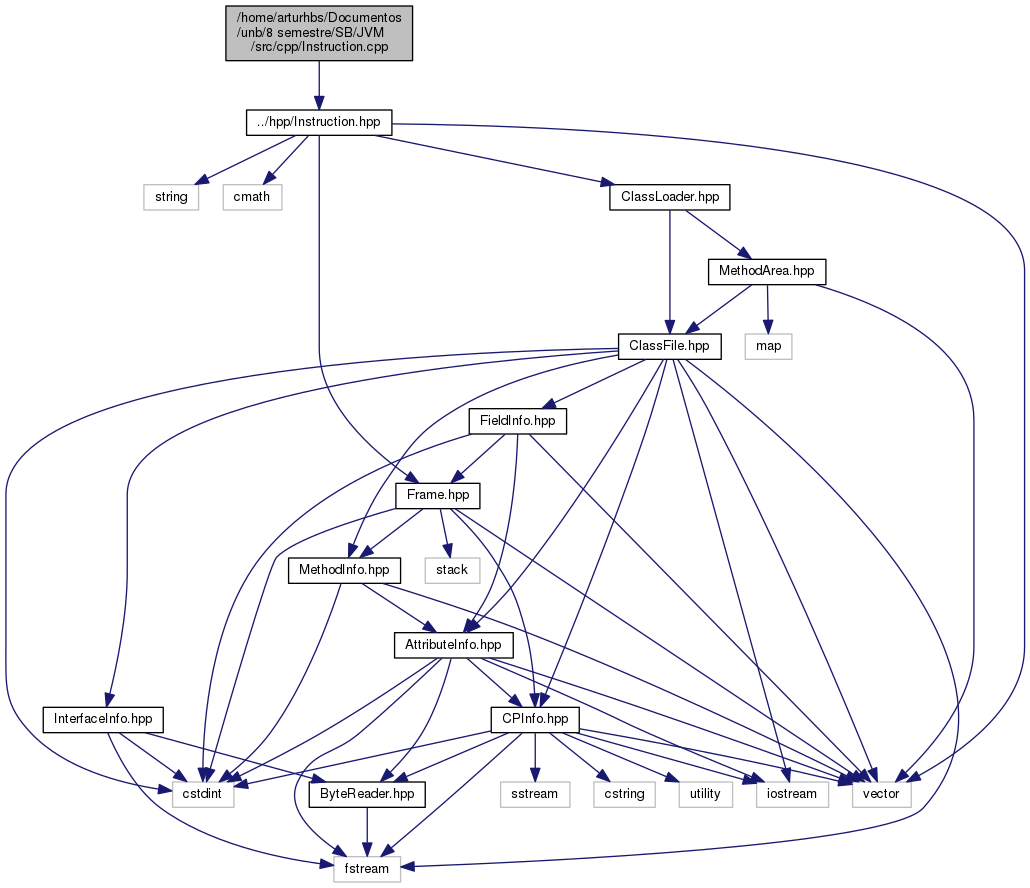 /home/arturhbs/Documentos
/unb/8 semestre/SB/JVM
/src/cpp/Instruction.cpp
../hpp/Instruction.hpp
string
cmath
ClassLoader.hpp
MethodArea.hpp
ClassFile.hpp
map
FieldInfo.hpp
Frame.hpp
MethodInfo.hpp
stack
AttributeInfo.hpp
InterfaceInfo.hpp
CPInfo.hpp
cstdint
ByteReader.hpp
sstream
cstring
utility
iostream
vector
fstream